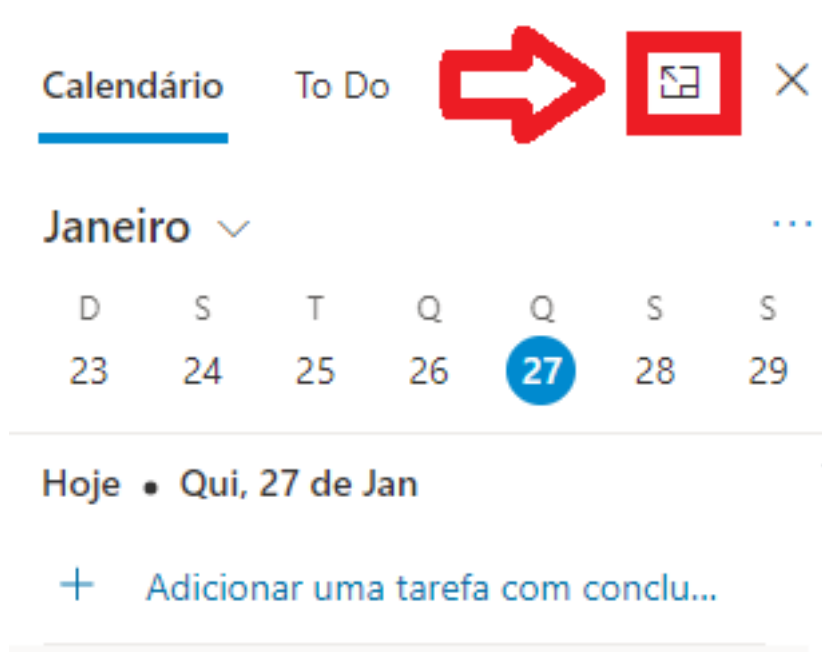 Calendário To Do
Janeiro
D S T Q Q S S
23 24 25 26 27 28 29
Hoje • Qui, 27 de Jan
+ Adicionar uma tarefa com conclu...